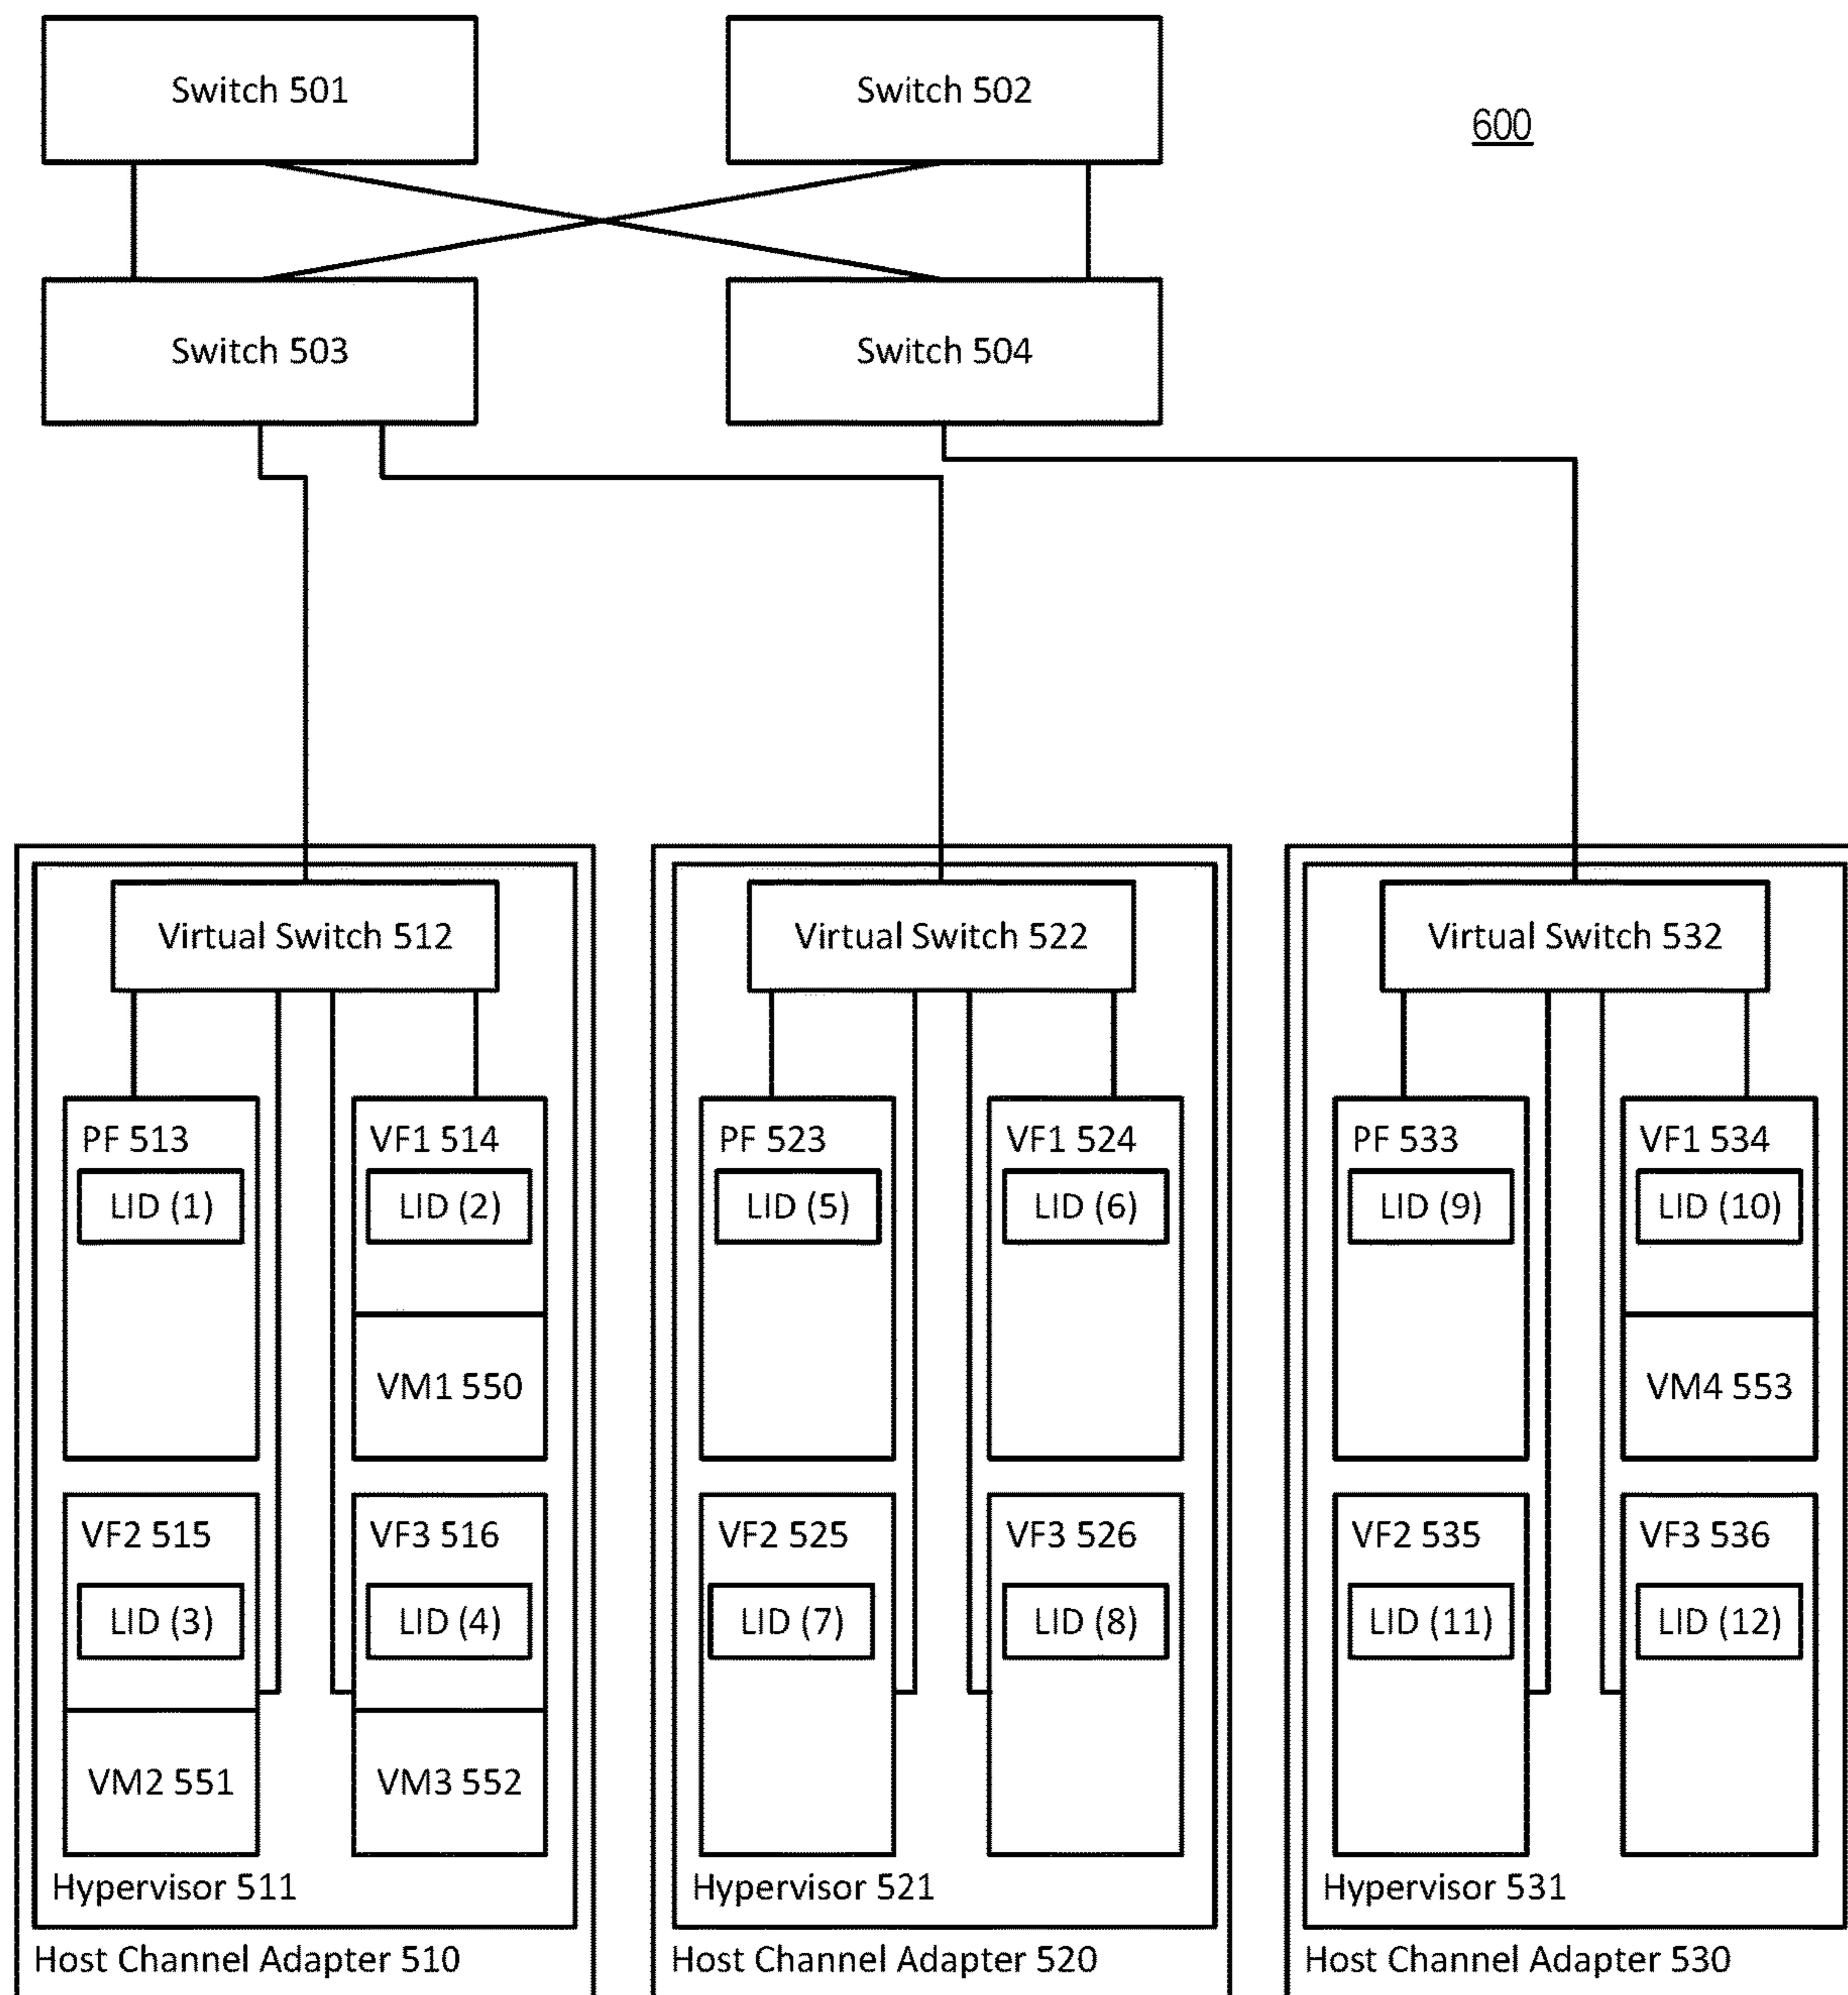 Switch 501
Switch 502
600
Switch 503
Switch 504
Virtual Switch 512
Virtual Switch 522
Virtual Switch 532
PF 513
LID (1)
VF1 514
LID (2)
VM1 550
VF2 515
LID (3)
VM2 551
VF3 516
LID (4)
VM3 552
Hypervisor 511
Host Channel Adapter 510
PF 523
LID (5)
VF1 524
LID (6)
VF2 525
LID (7)
VF3 526
LID (8)
Hypervisor 521
Host Channel Adapter 520
PF 533
LID (9)
VF1 534
LID (10)
VM4 553
VF2 535
LID (11)
VF3 536
LID (12)
Hypervisor 531
Host Channel Adapter 530